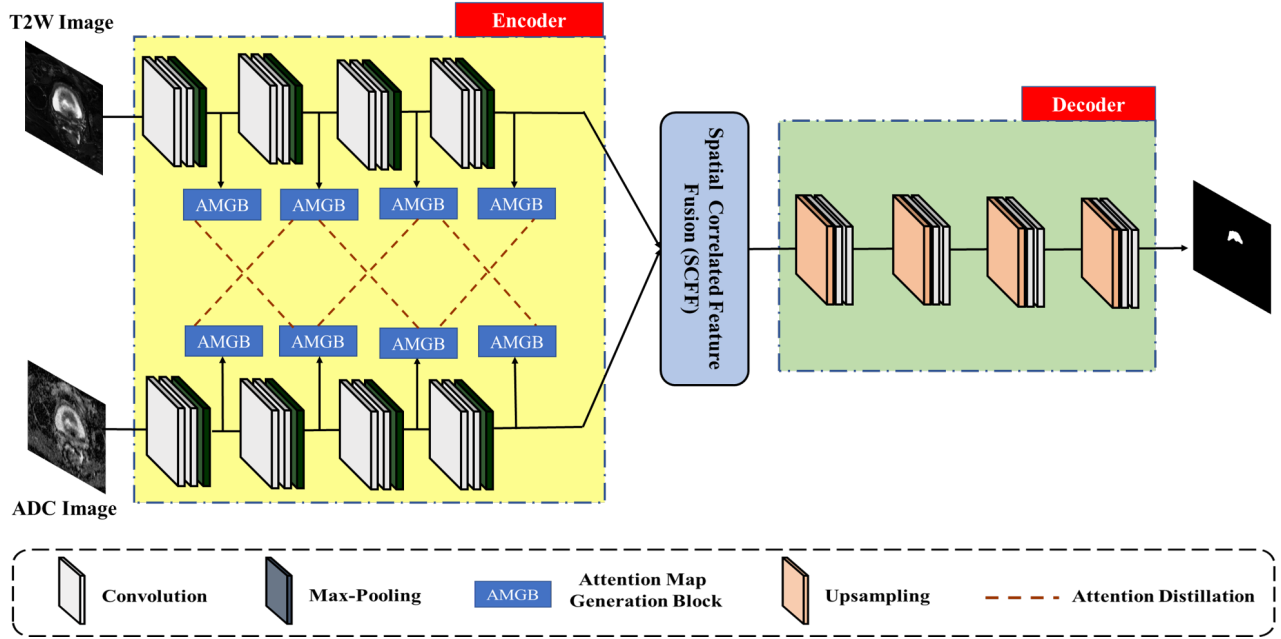 T2W Image
Encoder
Decoder
AMGB
AMGB
AMGB
AMGB
Spatial Correlated Feature
Fusion (SCFF)
AMGB
AMGB
AMGB
AMGB
ADC Image
Convolution
Max-Pooling
AMGB
Attention Map
Generation Block
Upsampling
Attention Distillation